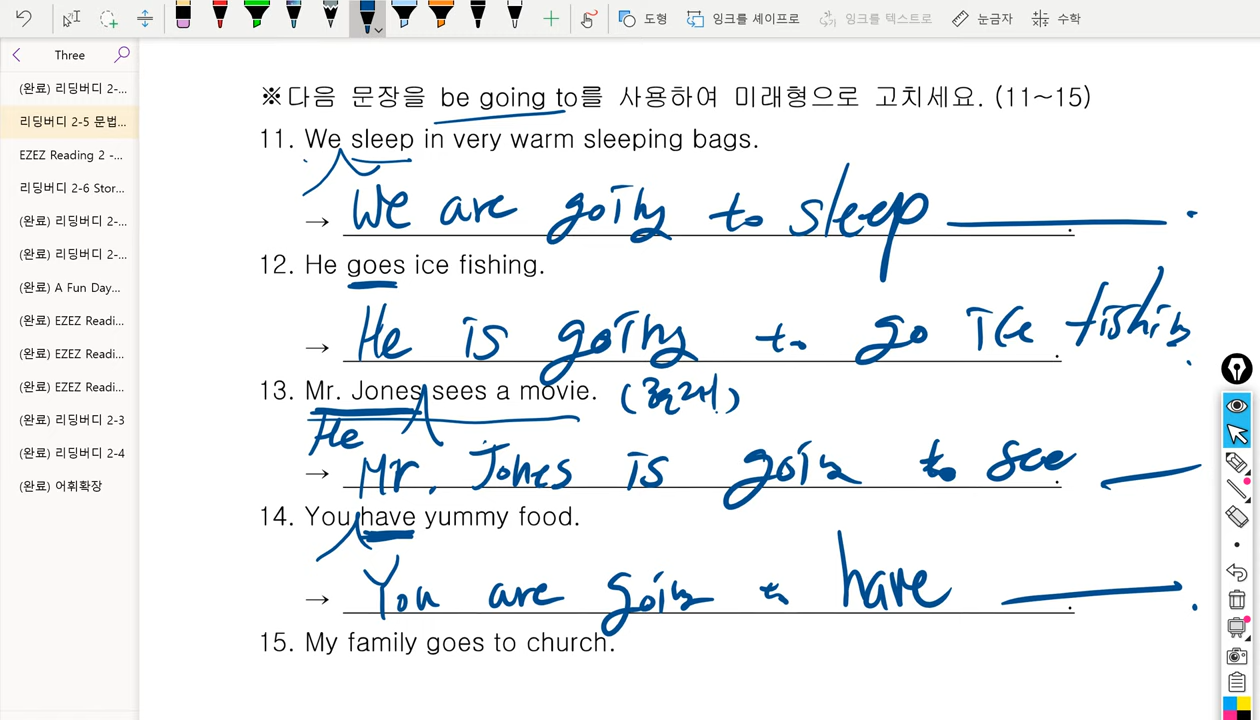 도형
잉크를 셰이프로
잉크를 텍스트로
눈금자
수학
Three
(완료) 리딩버디 2-...
리딩버디 2-5 문법...
EZEZ Reading 2 -...
리딩버디 2-6 Stor...
(완료) 리딩버디 2-...
(완료) 리딩버디 2-...
(완료) A Fun Day...
(완료) EZEZ Readi...
(완료) EZEZ Readi...
(완료) EZEZ Readi...
(완료) 리딩버디 2-3
(완료) 리딩버디 2-4
(완료) 어휘확장
※다음 문장을 be going to를 사용하여 미래형으로 고치세요. (11~15)
11. We sleep in very warm sleeping bags.
→ We are going to sleep .
12. He goes ice fishing.
→ He is going to go ice fishing.
13. Mr. Jones sees a movie. (현재)
He
→ Mr. Jones is going to see .
14. You have yummy food.
→ You are going to have .
15. My family goes to church.